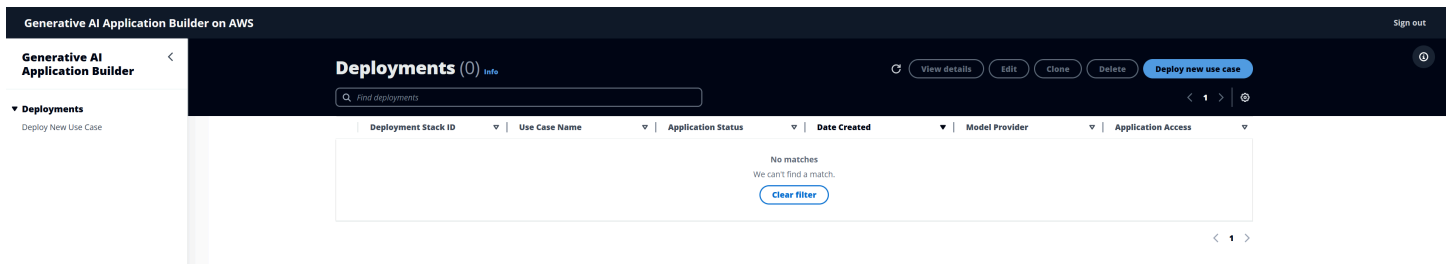 Generative AI Application Builder on AWS
Sign out
Generative AI
Application Builder
Deployments
Deploy New Use Case
Deployments (0) Info
View details
Edit
Clone
Delete
Deploy new use case
Find deployments
1
Deployment Stack ID
Use Case Name
Application Status
Date Created
Model Provider
Application Access
No matches
We can't find a match.
Clear filter
1